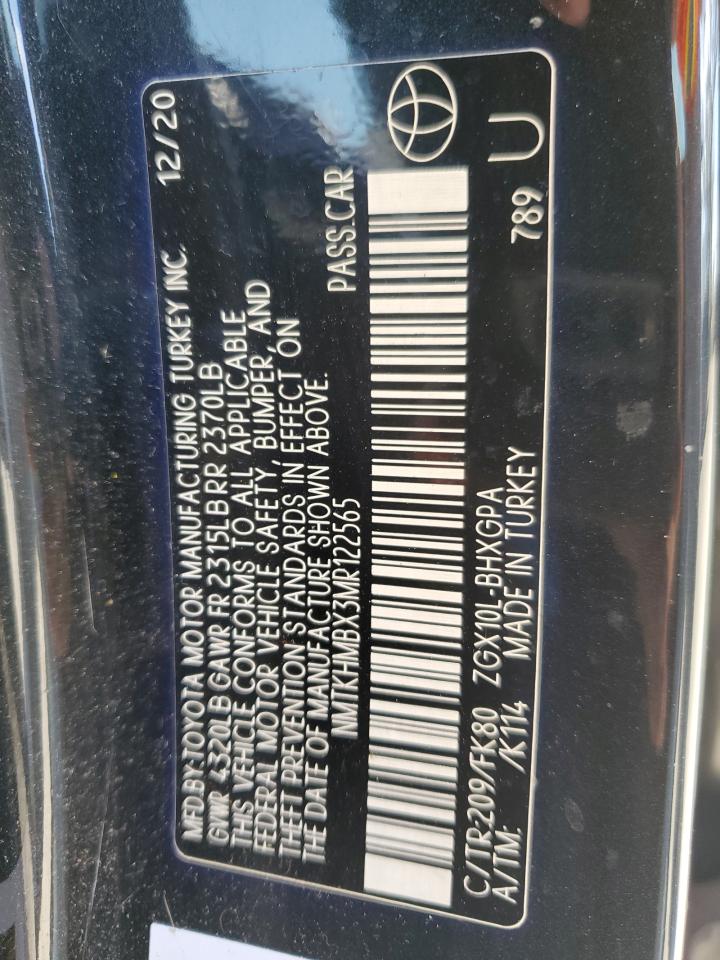 MFD.BY:TOYOTA MOTOR MANUFACTURING TURKEY INC. 12/20
GVWR 4320LB GAWR FR 2315LB RR 2370LB
THIS VEHICLE CONFORMS TO ALL APPLICABLE
FEDERAL MOTOR VEHICLE SAFETY, BUMPER, AND
THEFT PREVENTION STANDARDS IN EFFECT ON
THE DATE OF MANUFACTURE SHOWN ABOVE.
NMTKHMBX3MR122565 PASS.CAR
C/TR:209/FK80 ZGX10L-BHXGPA
A/TM: /K114 MADE IN TURKEY 789 U